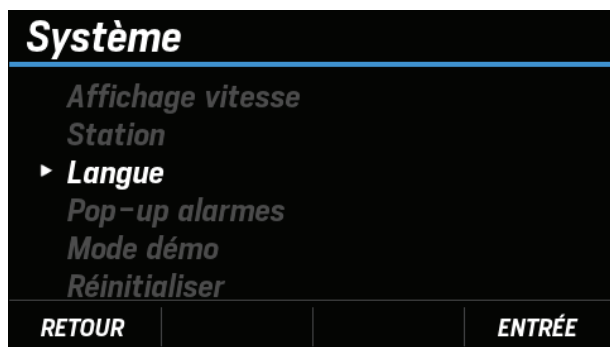 Système
Affichage vitesse
Station
Langue
Pop-up alarmes
Mode démo
Réinitialiser
RETOUR ENTRÉE